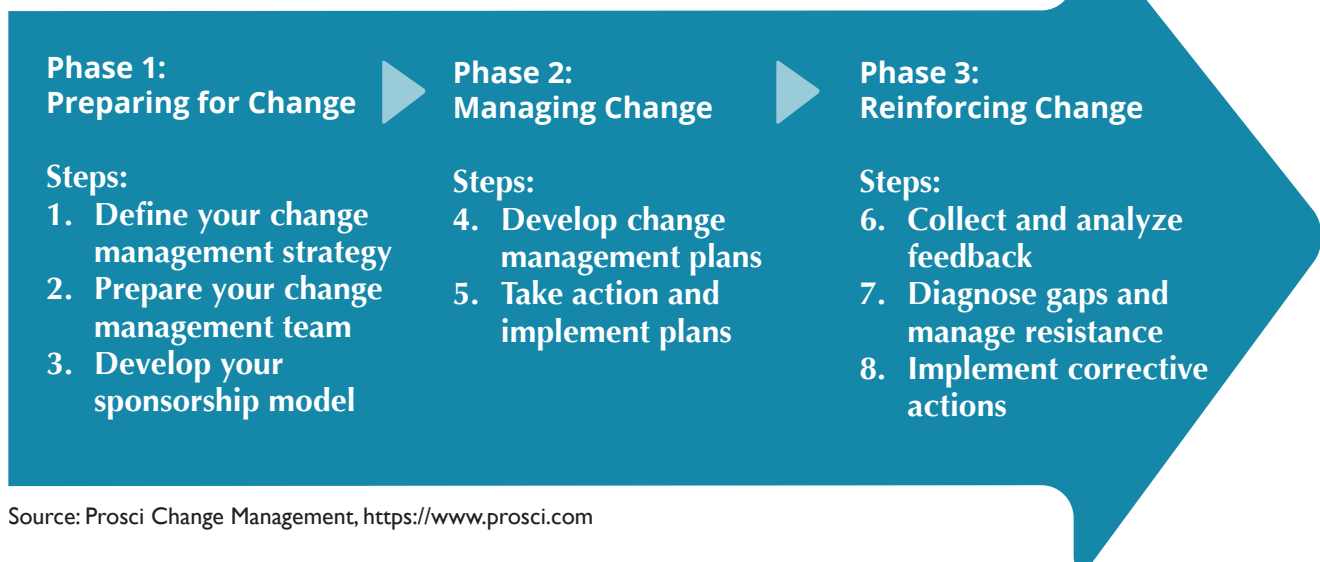 Phase 1:
Preparing for Change
Steps:
1. Define your change
management strategy
2. Prepare your change
management team
3. Develop your
sponsorship model
Phase 2:
Managing Change
Steps:
4. Develop change
management plans
5. Take action and
implement plans
Phase 3:
Reinforcing Change
Steps:
6. Collect and analyze
feedback
7. Diagnose gaps and
manage resistance
8. Implement corrective
actions
Source: Prosci Change Management, https://www.prosci.com